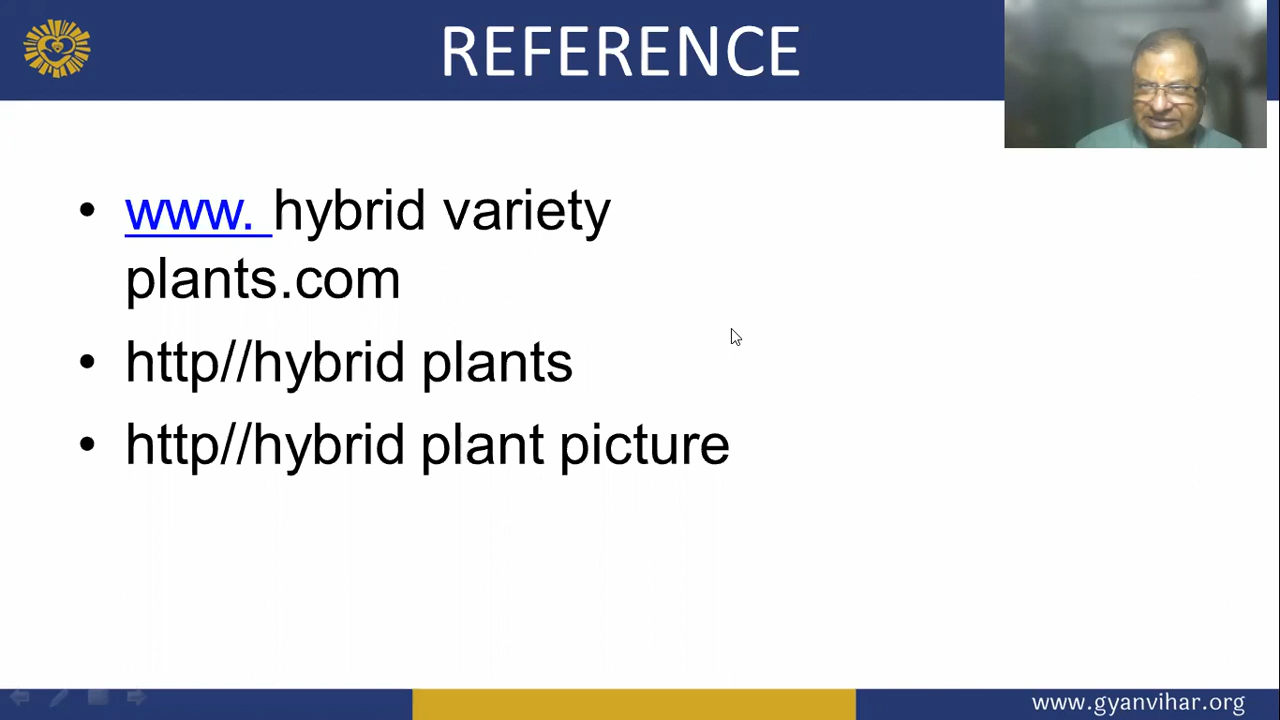 REFERENCE
• www. hybrid variety
plants.com
• http//hybrid plants
• http//hybrid plant picture
www.gyanvihar.org